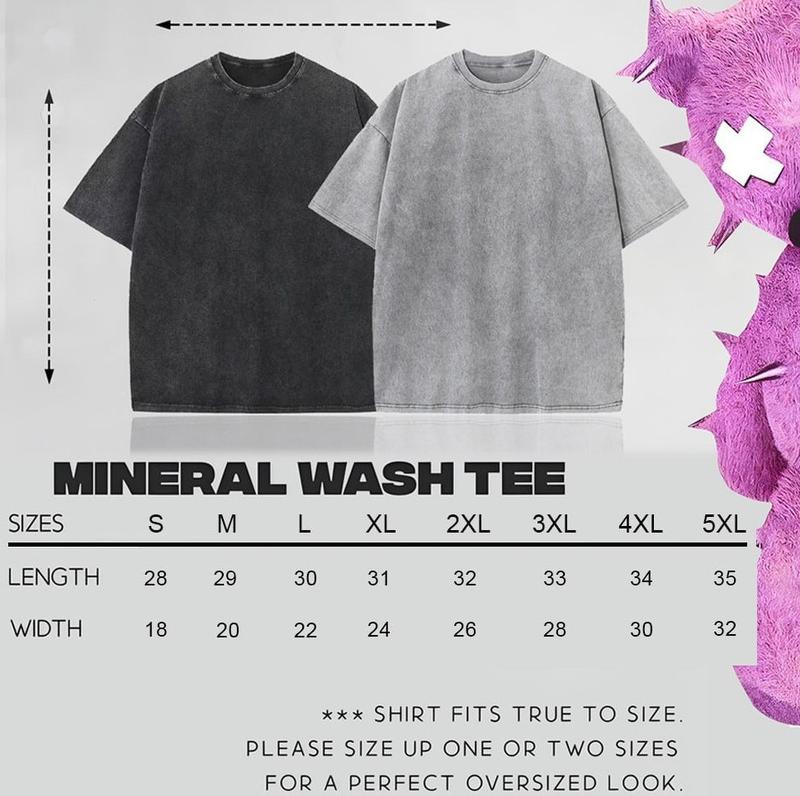 MINERAL WASH TEE
SIZES S M L XL 2XL 3XL 4XL 5XL
LENGTH 28 29 30 31 32 33 34 35
WIDTH 18 20 22 24 26 28 30 32
*** SHIRT FITS TRUE TO SIZE.
PLEASE SIZE UP ONE OR TWO SIZES
FOR A PERFECT OVERSIZED LOOK.